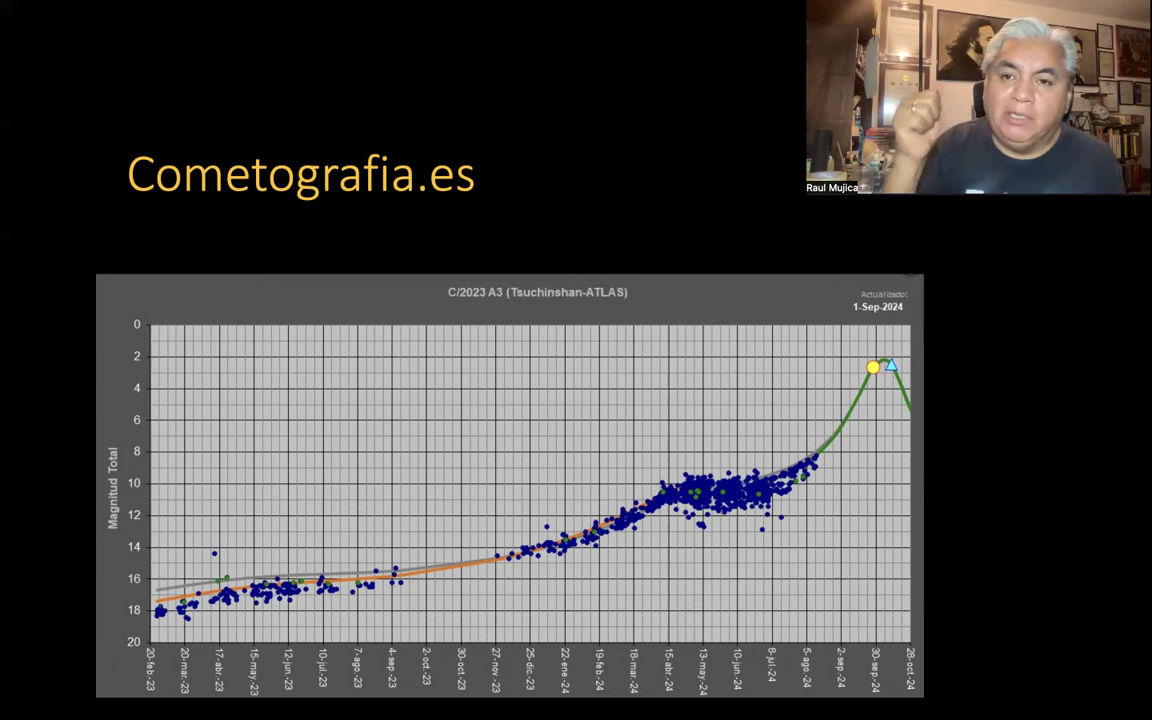 Cometografia.es
Raul Mujica
C/2023 A3 (Tsuchinshan-ATLAS)
Actualizado:
1-Sep-2024
Magnitud Total
0
2
4
6
8
10
12
14
16
18
20
20-feb.-23
20-mar.-23
17-abr.-23
15-may.-23
12-jun.-23
10-jul.-23
7-ago.-23
4-sep.-23
2-oct.-23
30-oct.-23
27-nov.-23
25-dic.-23
22-ene.-24
19-feb.-24
18-mar.-24
15-abr.-24
13-may.-24
10-jun.-24
8-jul.-24
5-ago.-24
2-sep.-24
30-sep.-24
28-oct.-24